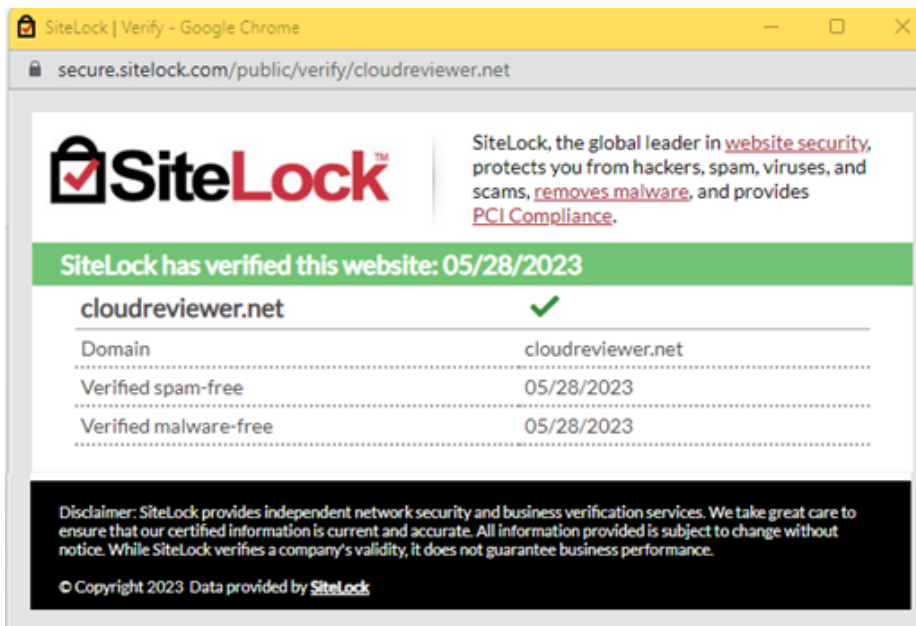 SiteLock | Verify - Google Chrome
secure.sitelock.com/public/verify/cloudreviewer.net
SiteLock™
SiteLock, the global leader in website security,
protects you from hackers, spam, viruses, and
scams, removes malware, and provides
PCI Compliance.
SiteLock has verified this website: 05/28/2023
cloudreviewer.net
Domain cloudreviewer.net
Verified spam-free 05/28/2023
Verified malware-free 05/28/2023
Disclaimer: SiteLock provides independent network security and business verification services. We take great care to
ensure that our certified information is current and accurate. All information provided is subject to change without
notice. While SiteLock verifies a company's validity, it does not guarantee business performance.
© Copyright 2023 Data provided by SiteLock